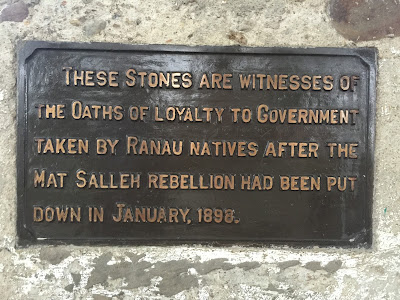 These Stones are witnesses of
the Oaths of loyalty to Government
taken by Ranau natives after the
Mat Salleh rebellion had been put
down in January, 1898.